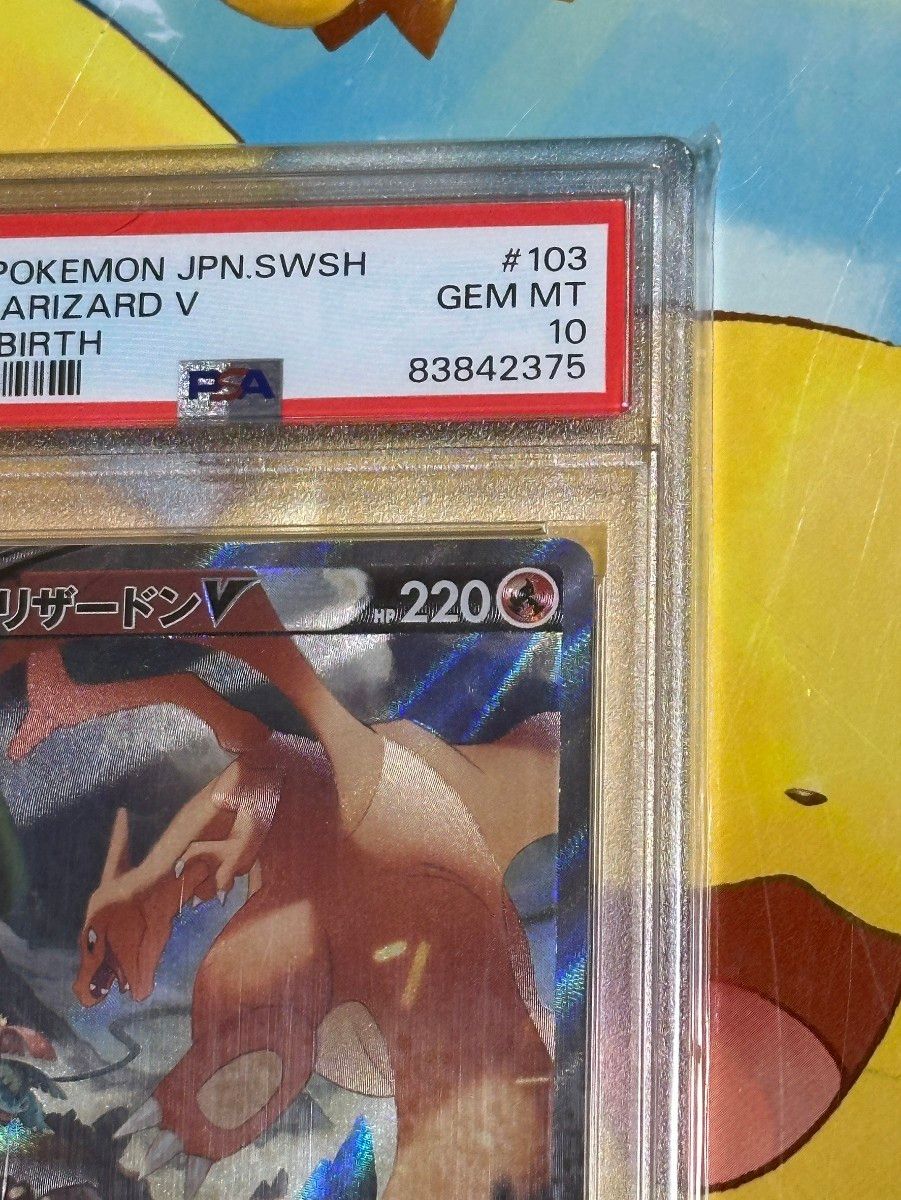 POKEMON JPN.SWSH #103
ARIZARD V GEM MT
BIRTH 10
PSA 83842375
リザードンV HP 220